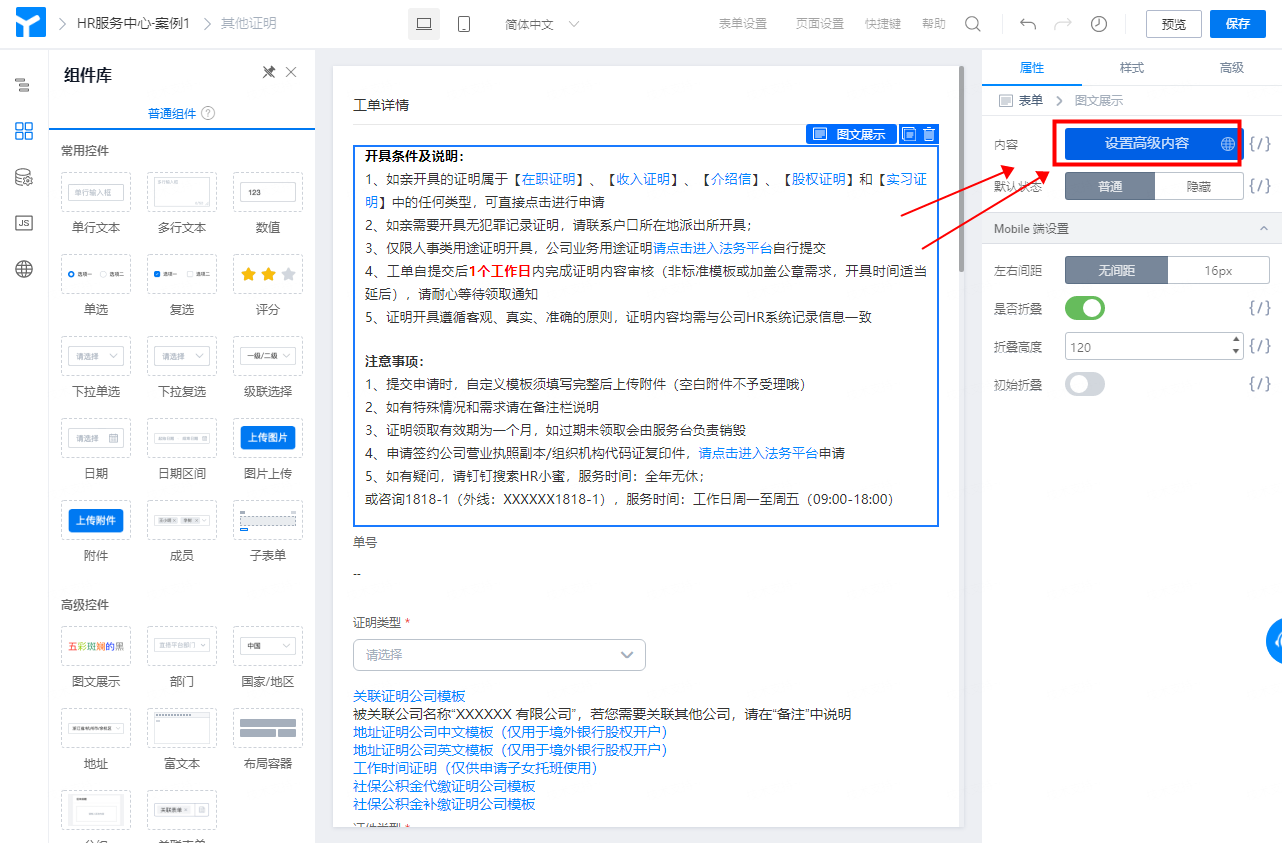 HR服务中心-案例1
其他证明
简体中文
表单设置
页面设置
快捷键
帮助
预览
保存
组件库
普通组件
常用控件
单行输入框
多行输入框
123
单行文本
多行文本
数值
选项一
选项二
选项一
选项二
单选
复选
评分
请选择
请选择
一级/二级
下拉单选
下拉复选
级联选择
请选择
上传图片
日期
日期区间
图片上传
上传附件
附件
成员
子表单
高级控件
五彩斑斓的黑
中国
图文展示
部门
国家/地区
地址
富文本
布局容器
关联表单
工单详情
图文展示
开具条件及说明：
1、如亲开具的证明属于【在职证明】、【收入证明】、【介绍信】、【股权证明】和【实习证
明】中的任何类型，可直接点击进行申请
2、如亲需要开具无犯罪记录证明，请联系户口所在地派出所开具；
3、仅限人事类用途证明开具，公司业务用途证明请点击进入法务平台自行提交
4、工单自提交后1个工作日内完成证明内容审核（非标准模板或加盖公章需求，开具时间适当
延后），请耐心等待领取通知
5、证明开具遵循客观、真实、准确的原则，证明内容均需与公司HR系统记录信息一致
注意事项：
1、提交申请时，自定义模板须填写完整后上传附件（空白附件不予受理哦）
2、如有特殊情况和需求请在备注栏说明
3、证明领取有效期为一个月，如过期未领取会由服务台负责销毁
4、申请签约公司营业执照副本/组织机构代码证复印件，请点击进入法务平台申请
5、如有疑问，请钉钉搜索HR小蜜，服务时间：全年无休；
或咨询1818-1（外线：XXXXXX1818-1），服务时间：工作日周一至周五（09:00-18:00）
单号
--
证明类型 *
请选择
关联证明公司模板
被关联公司名称“XXXXXX 有限公司”，若您需要关联其他公司，请在“备注”中说明
地址证明公司中文模板（仅用于境外银行股权开户）
地址证明公司英文模板（仅用于境外银行股权开户）
工作时间证明（仅供申请子女托班使用）
社保公积金代缴证明公司模板
社保公积金补缴证明公司模板
属性
样式
高级
表单
图文展示
内容
设置高级内容
{/}
默认状态
普通
隐藏
{/}
Mobile 端设置
左右间距
无间距
16px
是否折叠
{/}
折叠高度
120
{/}
初始折叠
{/}
JS